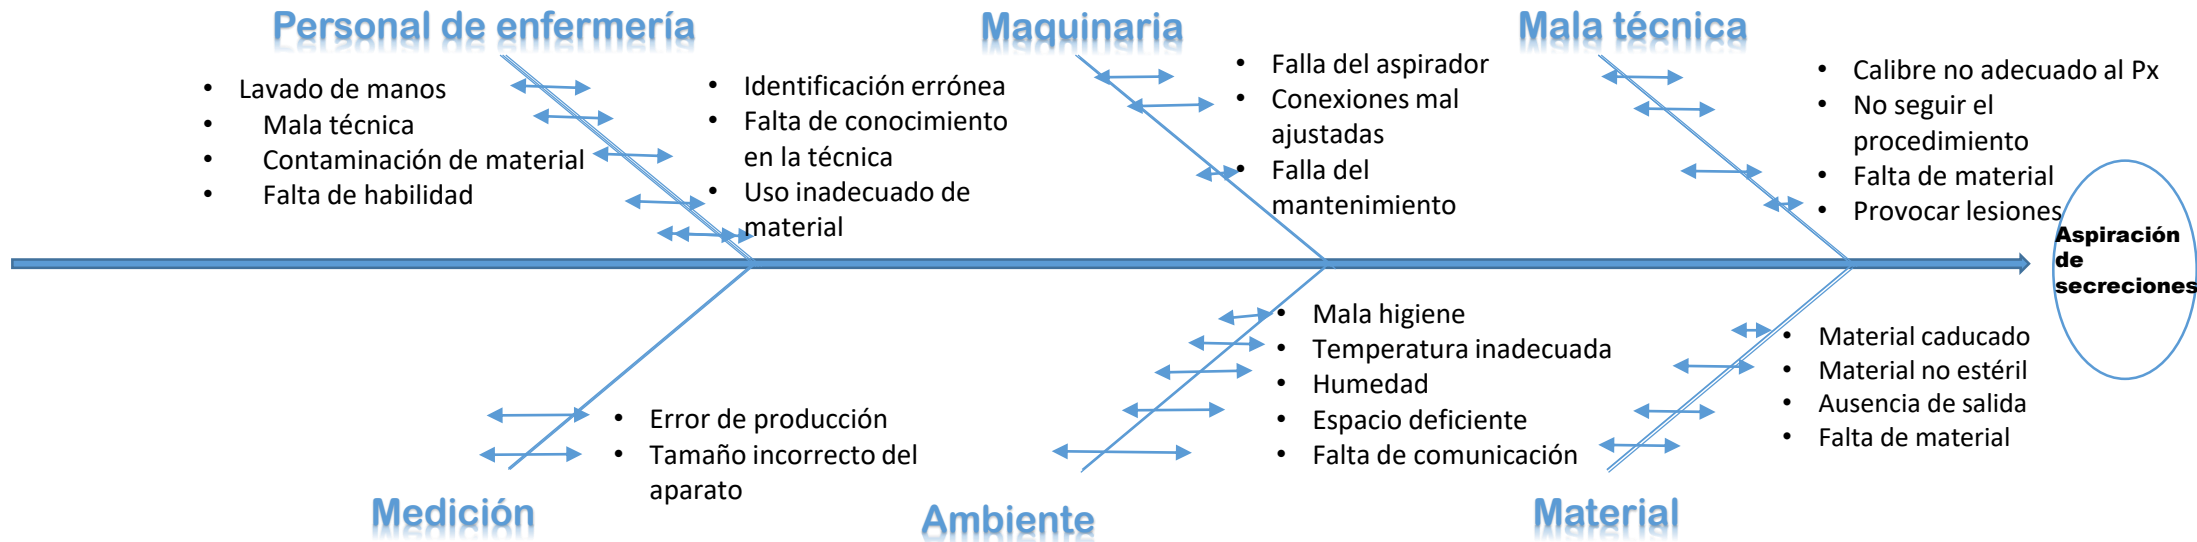 Personal de enfermería
Maquinaria
Mala técnica
• Lavado de manos
• Mala técnica
• Contaminación de material
• Falta de habilidad
• Identificación errónea
• Falta de conocimiento
en la técnica
• Uso inadecuado de
material
• Falla del aspirador
• Conexiones mal
ajustadas
• Falla del
mantenimiento
• Calibre no adecuado al Px
• No seguir el
procedimiento
• Falta de material
• Provocar lesiones
Aspiración
de
secreciones
• Error de producción
• Tamaño incorrecto del
aparato
• Mala higiene
• Temperatura inadecuada
• Humedad
• Espacio deficiente
• Falta de comunicación
• Material caducado
• Material no estéril
• Ausencia de salida
• Falta de material
Medición
Ambiente
Material